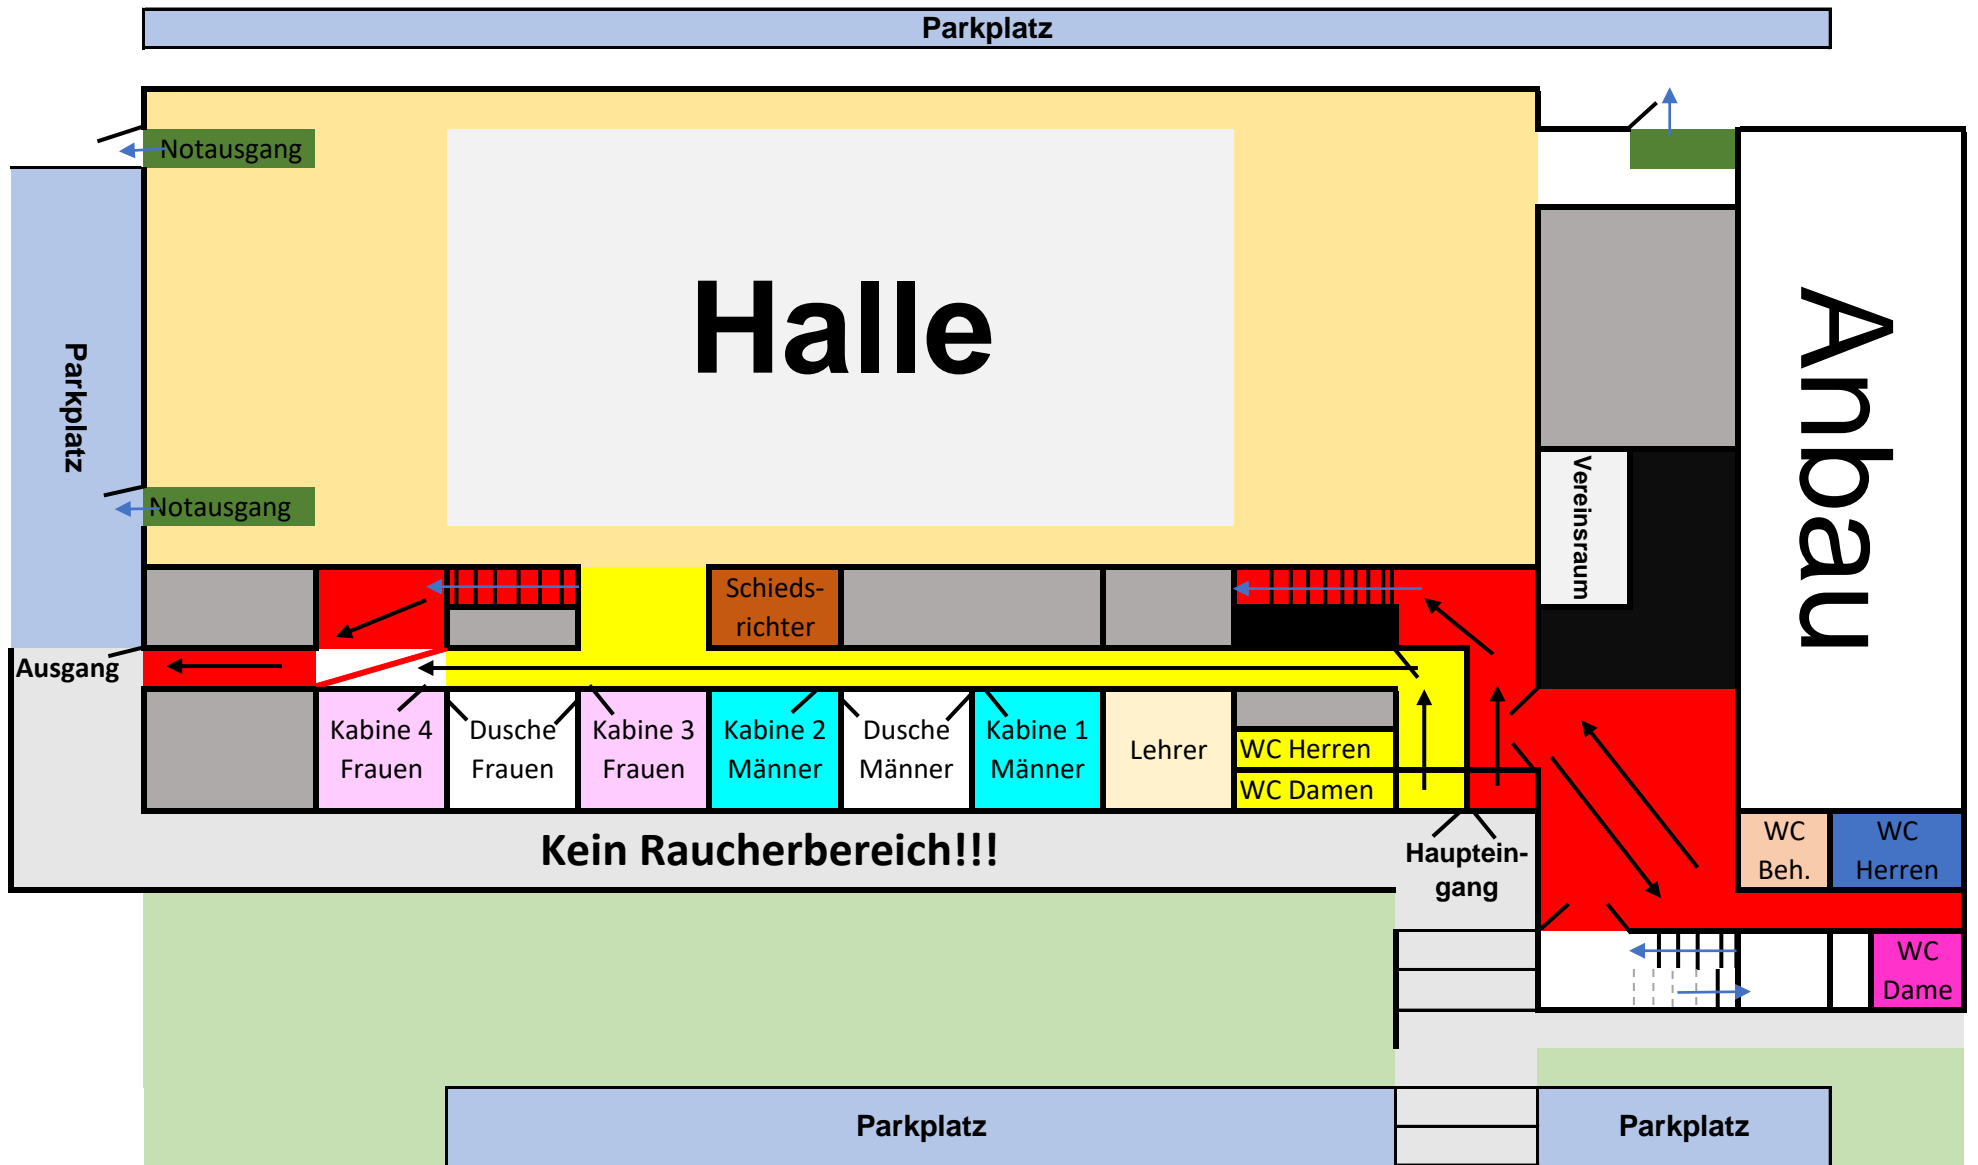 Parkplatz
Notausgang
Halle
Anbau
Parkplatz
Vereinsraum
Notausgang
Schieds-
richter
Ausgang
Kabine 4
Frauen
Dusche
Frauen
Kabine 3
Frauen
Kabine 2
Männer
Dusche
Männer
Kabine 1
Männer
Lehrer
WC Herren
WC Damen
Kein Raucherbereich!!!
Hauptein-
gang
WC
Beh.
WC
Herren
WC
Dame
Parkplatz
Parkplatz